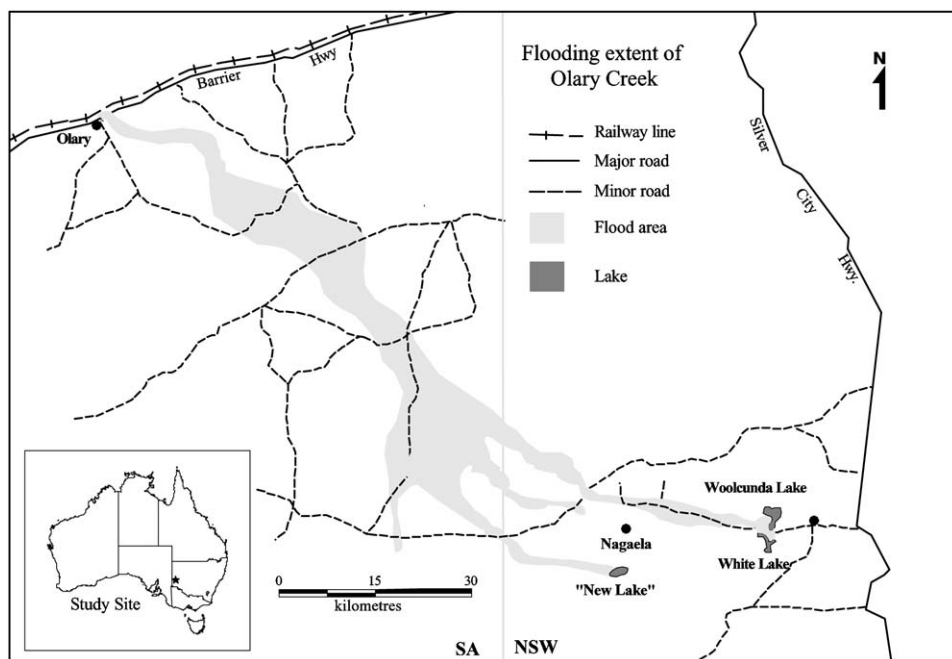 Flooding extent of
Olary Creek
N
Railway line
Major road
Minor road
Flood area
Lake
Barrier
Hwy
Olary
Silver
City
Hwy.
Woolcunda Lake
Nagaela
White Lake
"New Lake"
Study Site
0 15 30
kilometres
SA NSW